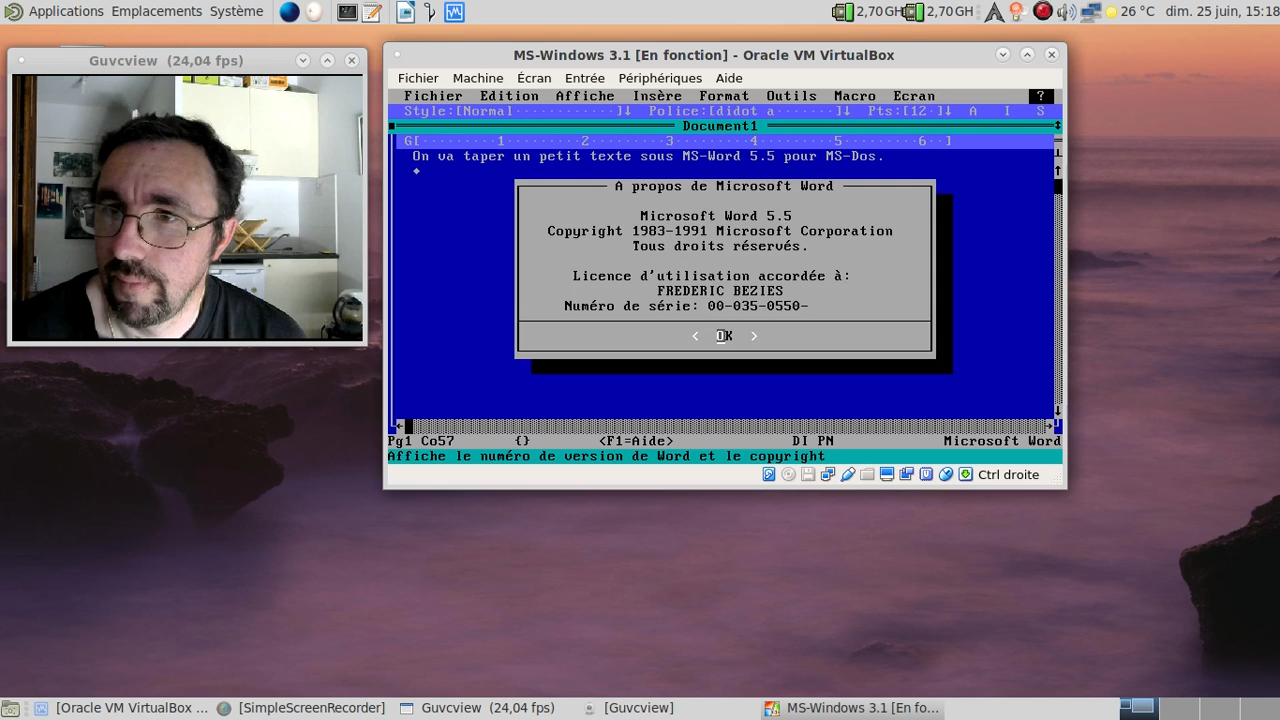 Applications Emplacements Système
2,70GH 2,70 GH 26 °C dim. 25 juin, 15:18
Guvcview (24,04 fps)
MS-Windows 3.1 [En fonction] - Oracle VM VirtualBox
Fichier Machine Écran Entrée Périphériques Aide
Fichier Edition Affiche Insère Format Outils Macro Ecran ?
Style:[Normal············]↓ Police:[didot a········]↓ Pts:[12·]↓ A I S
Document1
G[·········1·········2·········3·········4·········5·········6··]
On va taper un petit texte sous MS-Word 5.5 pour MS-Dos.
A propos de Microsoft Word
Microsoft Word 5.5
Copyright 1983-1991 Microsoft Corporation
Tous droits réservés.
Licence d'utilisation accordée à:
FREDERIC BEZIES
Numéro de série: 00-035-0550-
< OK >
Pg1 Co57 {} <F1=Aide> DI PN Microsoft Word
Affiche le numéro de version de Word et le copyright
Ctrl droite
[Oracle VM VirtualBox ... [SimpleScreenRecorder] Guvcview (24,04 fps) [Guvcview] MS-Windows 3.1 [En fo...